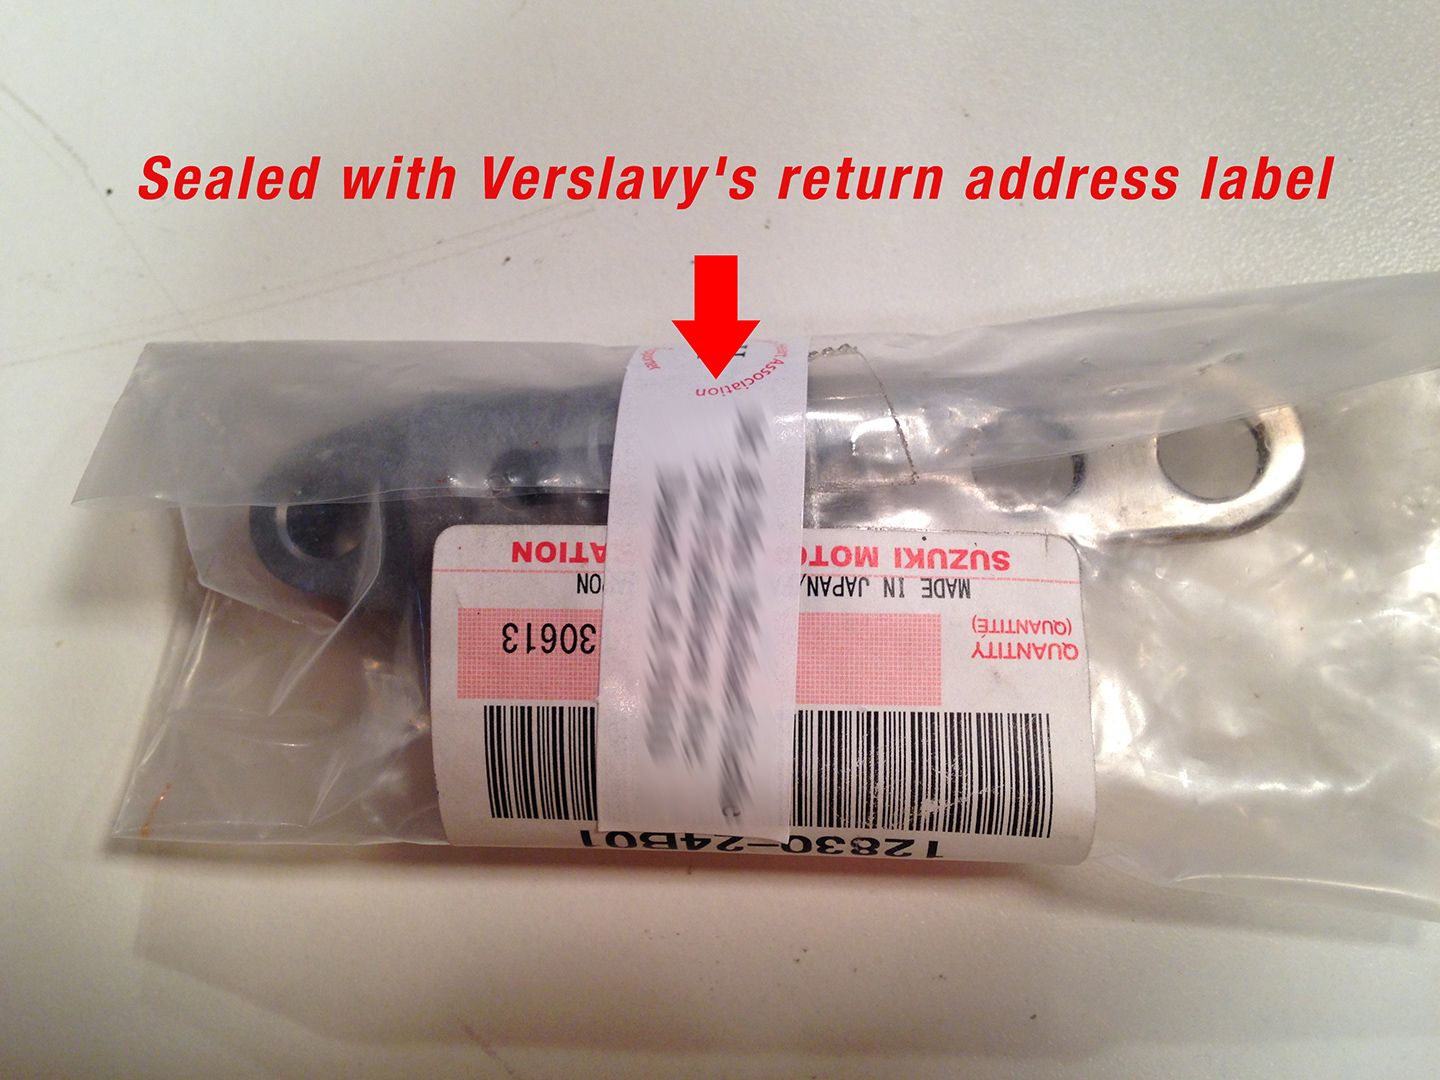 Sealed with Verslavy's return address label
Association
12830-24B01
QUANTITY
(QUANTITÉ)
30613
MADE IN JAPAN/
SUZUKI MOTO ATION